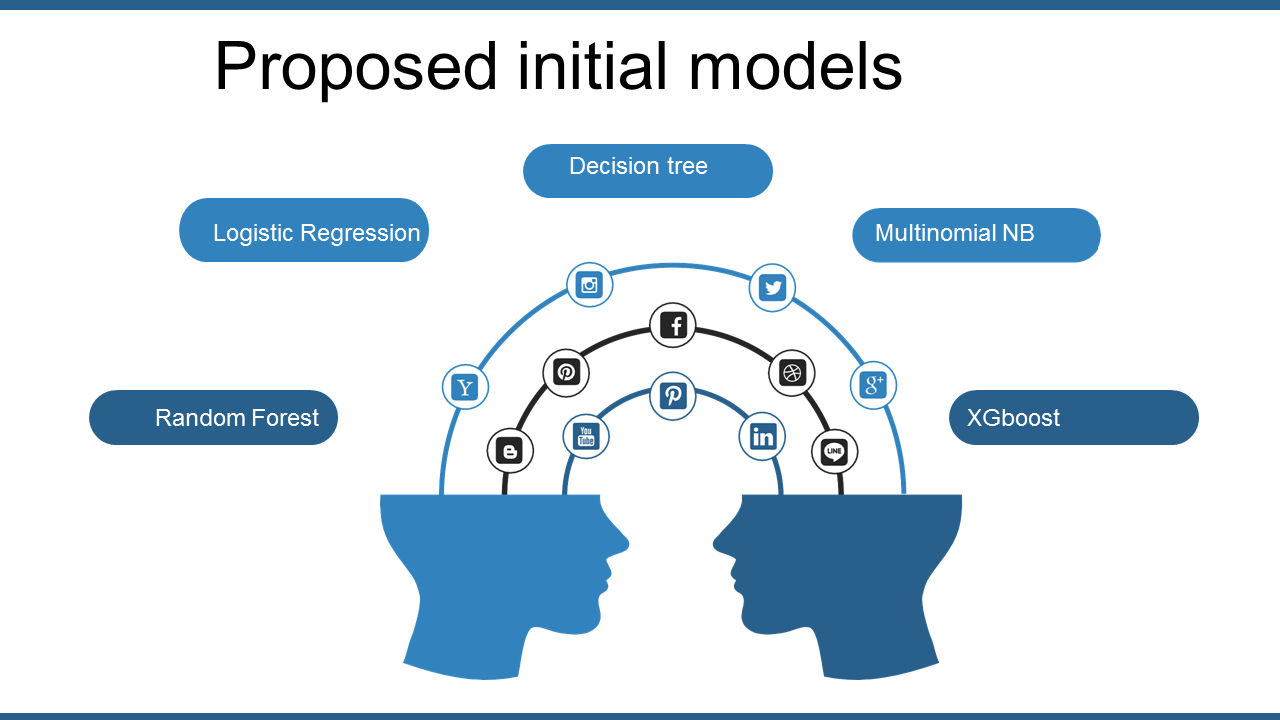 Proposed initial models
Decision tree
Logistic Regression
Multinomial NB
Random Forest
XGboost
Y
g+
You
Tube
in
LINE